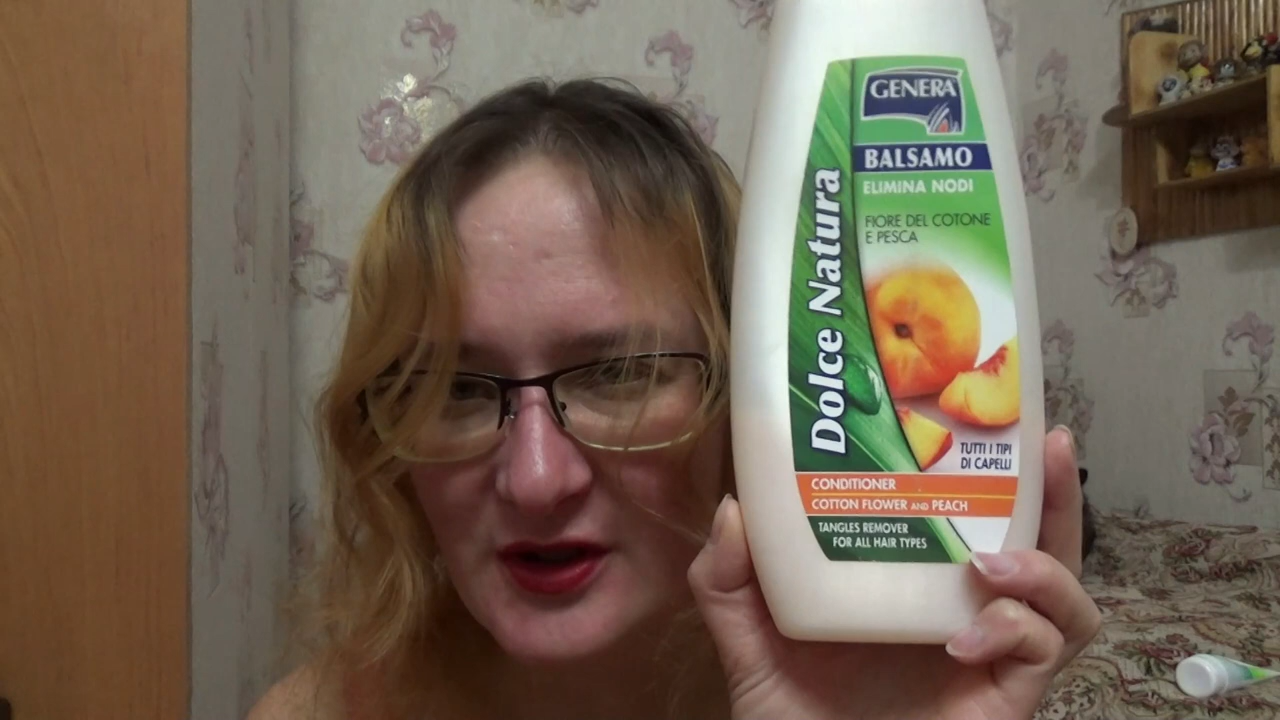 GENERA
BALSAMO
ELIMINA NODI
FIORE DEL COTONE
E PESCA
Dolce Natura
TUTTI I TIPI
DI CAPELLI
CONDITIONER
COTTON FLOWER AND PEACH
TANGLES REMOVER
FOR ALL HAIR TYPES